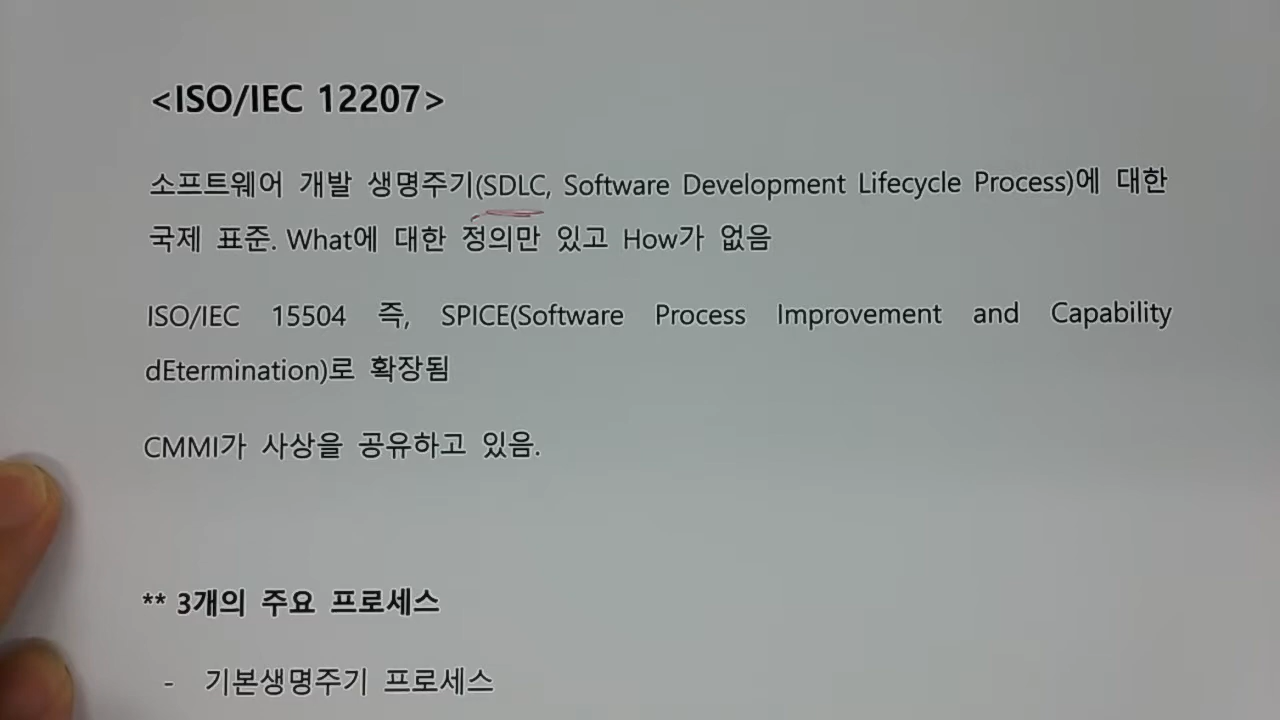 <ISO/IEC 12207>
소프트웨어 개발 생명주기(SDLC, Software Development Lifecycle Process)에 대한
국제 표준. What에 대한 정의만 있고 How가 없음
ISO/IEC 15504 즉, SPICE(Software Process Improvement and Capability
dEtermination)로 확장됨
CMMI가 사상을 공유하고 있음.
** 3개의 주요 프로세스
- 기본생명주기 프로세스